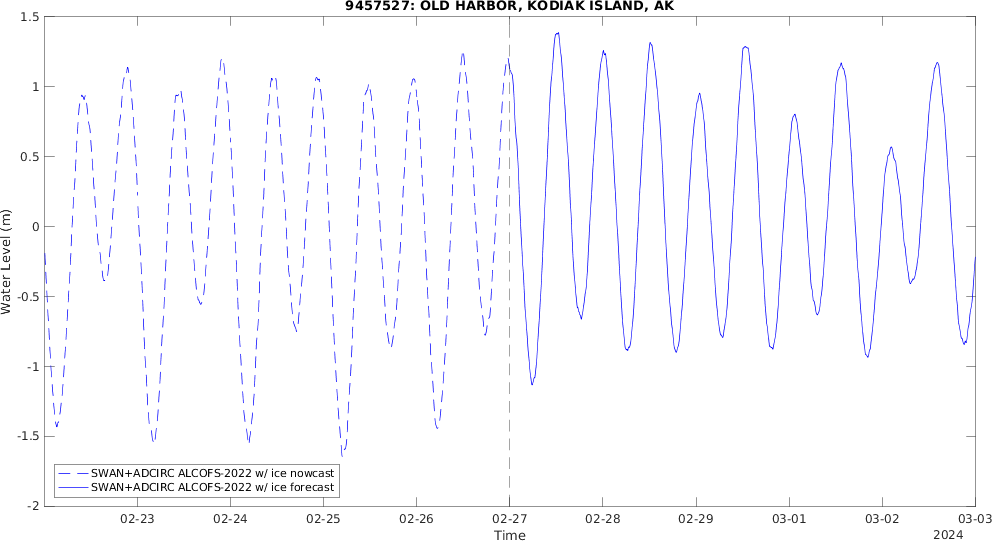 9457527: OLD HARBOR, KODIAK ISLAND, AK
1.5
1
0.5
0
-0.5
-1
-1.5
-2
Water Level (m)
SWAN+ADCIRC ALCOFS-2022 w/ ice nowcast
SWAN+ADCIRC ALCOFS-2022 w/ ice forecast
02-23 02-24 02-25 02-26 02-27 02-28 02-29 03-01 03-02 03-03
Time
2024